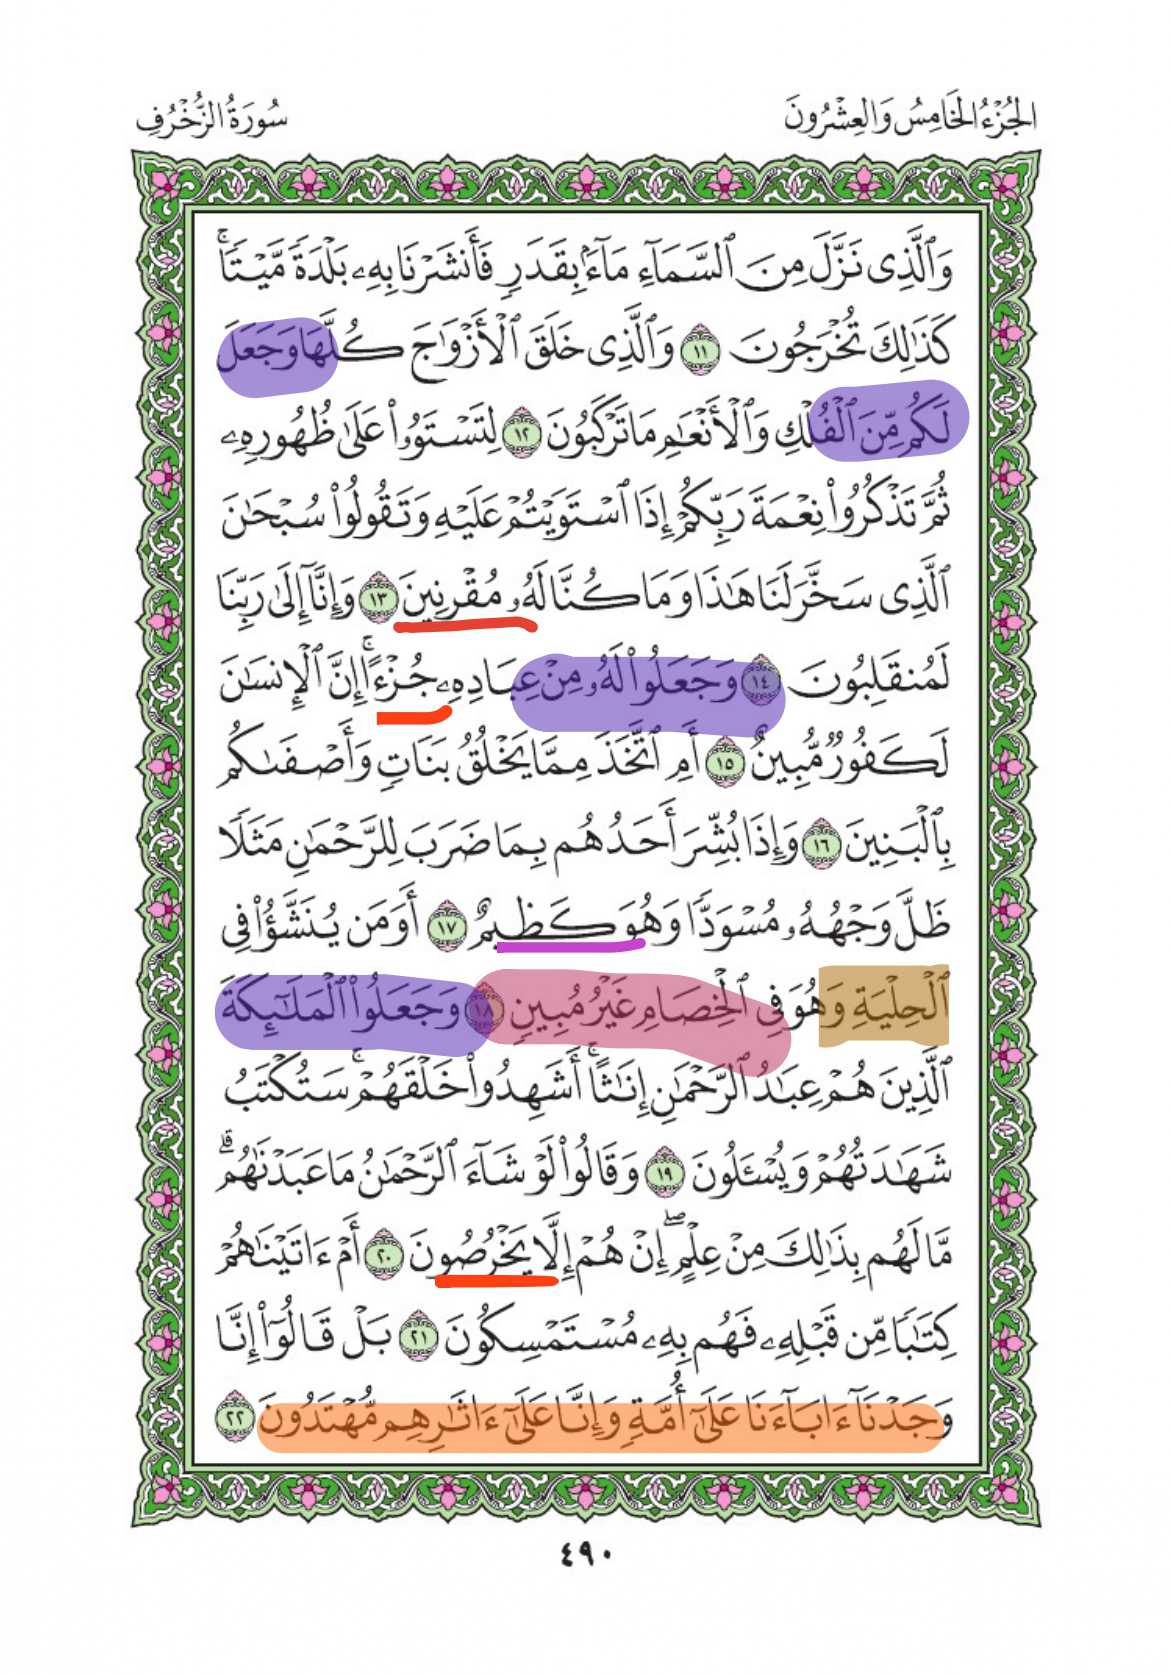 الجُزْءُ الخَامِسُ وَالعِشْرُونَ
سُورَةُ الزُّخْرُفِ
وَٱلَّذِى نَزَّلَ مِنَ ٱلسَّمَآءِ مَآءًۢ بِقَدَرٍ فَأَنشَرْنَا بِهِۦ بَلْدَةً مَّيْتًا ۚ
كَذَٰلِكَ تُخْرَجُونَ ١١ وَٱلَّذِى خَلَقَ ٱلْأَزْوَٰجَ كُلَّهَا وَجَعَلَ
لَكُم مِّنَ ٱلْفُلْكِ وَٱلْأَنْعَٰمِ مَا تَرْكَبُونَ ١٢ لِتَسْتَوُۥا۟ عَلَىٰ ظُهُورِهِۦ
ثُمَّ تَذْكُرُوا۟ نِعْمَةَ رَبِّكُمْ إِذَا ٱسْتَوَيْتُمْ عَلَيْهِ وَتَقُولُوا۟ سُبْحَٰنَ
ٱلَّذِى سَخَّرَ لَنَا هَٰذَا وَمَا كُنَّا لَهُۥ مُقْرِنِينَ ١٣ وَإِنَّآ إِلَىٰ رَبِّنَا
لَمُنقَلِبُونَ ١٤ وَجَعَلُوا۟ لَهُۥ مِنْ عِبَادِهِۦ جُزْءًا ۚ إِنَّ ٱلْإِنسَٰنَ
لَكَفُورٌ مُّبِينٌ ١٥ أَمِ ٱتَّخَذَ مِمَّا يَخْلُقُ بَنَاتٍ وَأَصْفَىٰكُم
بِٱلْبَنِينَ ١٦ وَإِذَا بُشِّرَ أَحَدُهُم بِمَا ضَرَبَ لِلرَّحْمَٰنِ مَثَلًا
ظَلَّ وَجْهُهُۥ مُسْوَدًّا وَهُوَ كَظِيمٌ ١٧ أَوَمَن يُنَشَّؤُا۟ فِى
ٱلْحِلْيَةِ وَهُوَ فِى ٱلْخِصَامِ غَيْرُ مُبِينٍ ١٨ وَجَعَلُوا۟ ٱلْمَلَٰٓئِكَةَ
ٱلَّذِينَ هُمْ عِبَٰدُ ٱلرَّحْمَٰنِ إِنَٰثًا ۚ أَشَهِدُوا۟ خَلْقَهُمْ ۚ سَتُكْتَبُ
شَهَٰدَتُهُمْ وَيُسْـَٔلُونَ ١٩ وَقَالُوا۟ لَوْ شَآءَ ٱلرَّحْمَٰنُ مَا عَبَدْنَٰهُم ۗ
مَّا لَهُم بِذَٰلِكَ مِنْ عِلْمٍ ۖ إِنْ هُمْ إِلَّا يَخْرُصُونَ ٢٠ أَمْ ءَاتَيْنَٰهُمْ
كِتَٰبًا مِّن قَبْلِهِۦ فَهُم بِهِۦ مُسْتَمْسِكُونَ ٢١ بَلْ قَالُوٓا۟ إِنَّا
وَجَدْنَآ ءَابَآءَنَا عَلَىٰٓ أُمَّةٍ وَإِنَّا عَلَىٰٓ ءَاثَٰرِهِم مُّهْتَدُونَ ٢٢
٤٩٠